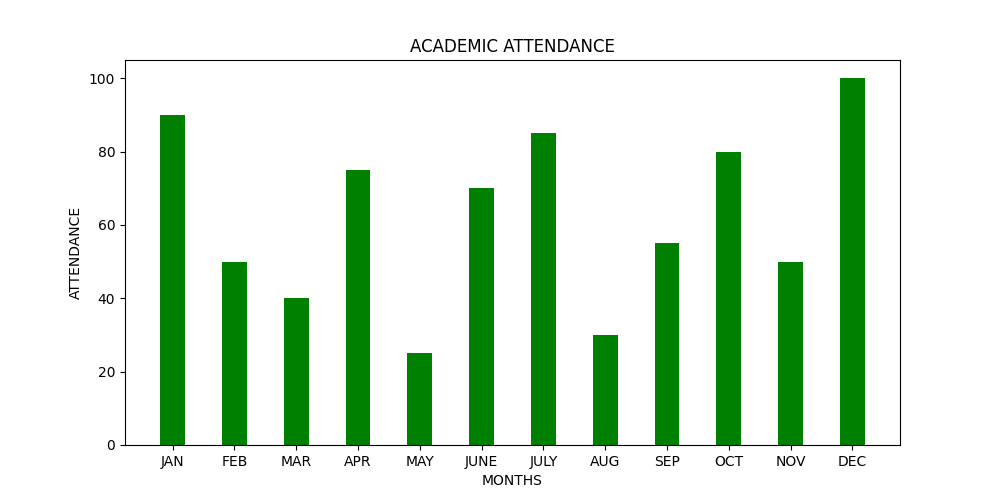 ACADEMIC ATTENDANCE
100
80
60
40
20
0
ATTENDANCE
JAN FEB MAR APR MAY JUNE JULY AUG SEP OCT NOV DEC
MONTHS